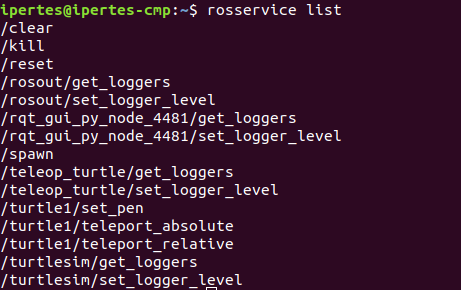 ipertes@ipertes-cmp:~$ rosservice list
/clear
/kill
/reset
/rosout/get_loggers
/rosout/set_logger_level
/rqt_gui_py_node_4481/get_loggers
/rqt_gui_py_node_4481/set_logger_level
/spawn
/teleop_turtle/get_loggers
/teleop_turtle/set_logger_level
/turtle1/set_pen
/turtle1/teleport_absolute
/turtle1/teleport_relative
/turtlesim/get_loggers
/turtlesim/set_logger_level